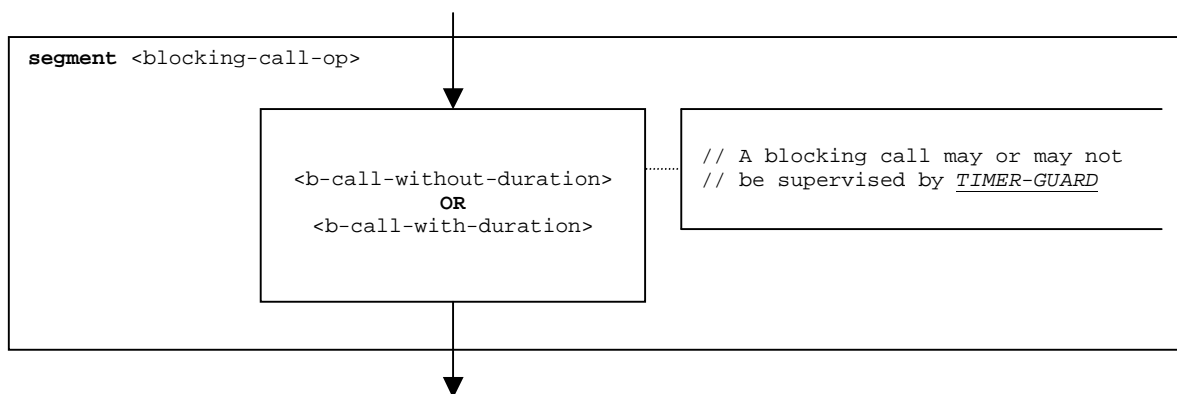 segment <blocking-call-op>
<b-call-without-duration>
OR
<b-call-with-duration>
// A blocking call may or may not
// be supervised by TIMER-GUARD